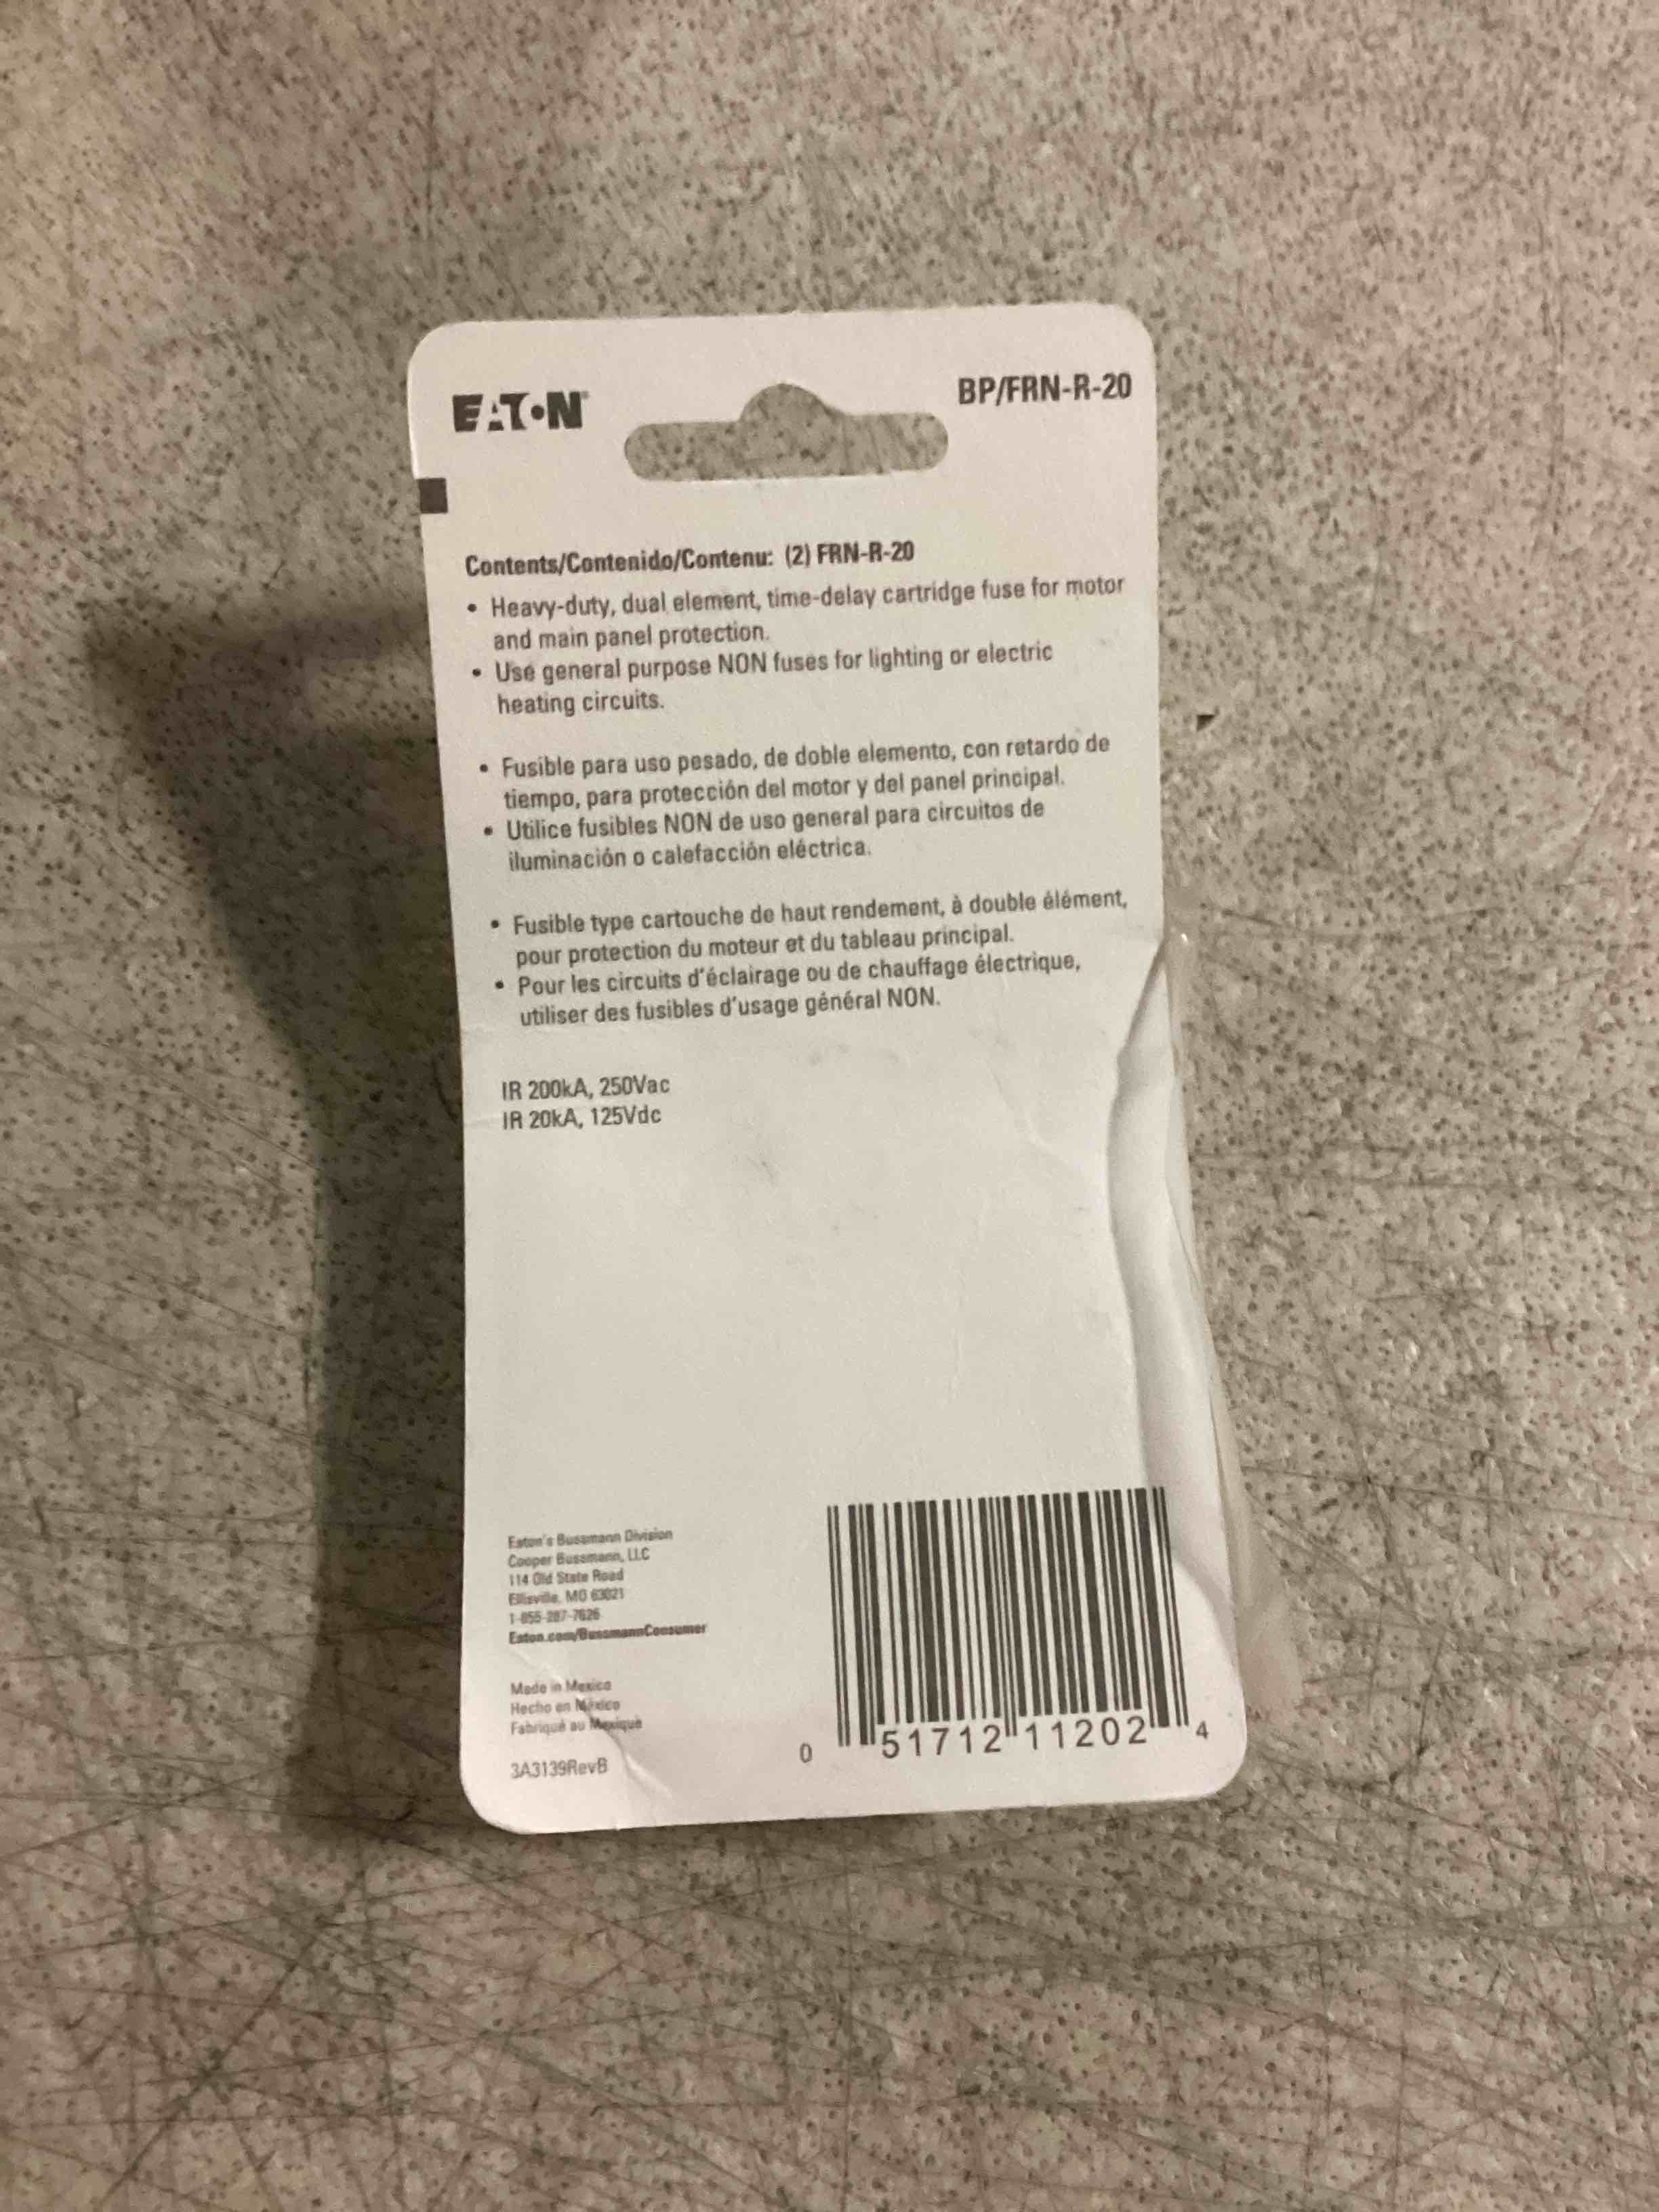 EATON
BP/FRN-R-20
Contents/Contenido/Contenu: (2) FRN-R-20
• Heavy-duty, dual element, time-delay cartridge fuse for motor
and main panel protection.
• Use general purpose NON fuses for lighting or electric
heating circuits.
• Fusible para uso pesado, de doble elemento, con retardo de
tiempo, para protección del motor y del panel principal.
• Utilice fusibles NON de uso general para circuitos de
iluminación o calefacción eléctrica.
• Fusible type cartouche de haut rendement, à double élément,
pour protection du moteur et du tableau principal.
• Pour les circuits d'éclairage ou de chauffage électrique,
utiliser des fusibles d'usage général NON.
IR 200kA, 250Vac
IR 20kA, 125Vdc
Eaton's Bussmann Division
Cooper Bussmann, LLC
114 Old State Road
Ellisville, MO 63021
1-855-287-7626
Eaton.com/BussmannConsumer
Made in Mexico
Hecho en México
Fabriqué au Mexique
3A3139RevB
0 51712 11202 4